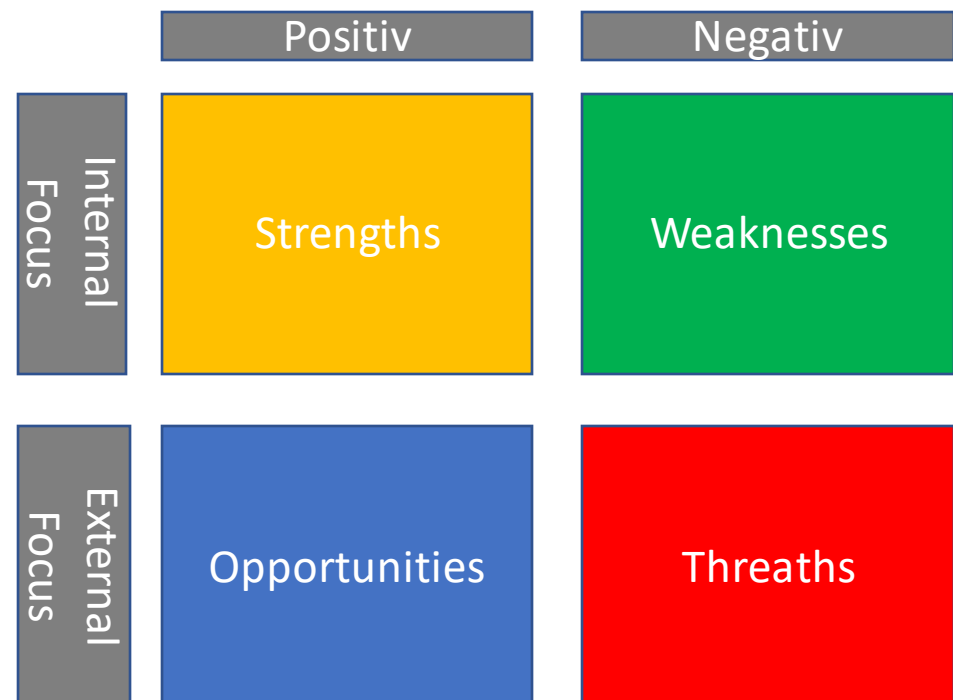 Positiv
Negativ
Internal
Focus
Strengths
Weaknesses
External
Focus
Opportunities
Threaths